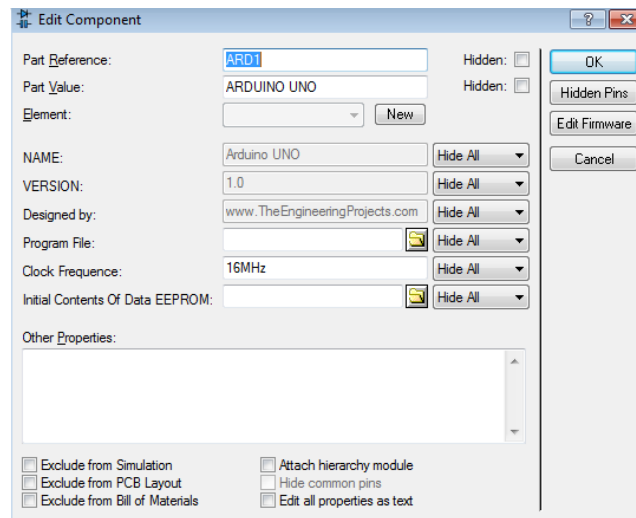 Edit Component
Part Reference: ARD1 Hidden: OK
Part Value: ARDUINO UNO Hidden: Hidden Pins
Element: New Edit Firmware
NAME: Arduino UNO Hide All Cancel
VERSION: 1.0 Hide All
Designed by: www.TheEngineeringProjects.com Hide All
Program File: Hide All
Clock Frequence: 16MHz Hide All
Initial Contents Of Data EEPROM: Hide All
Other Properties:
Exclude from Simulation Attach hierarchy module
Exclude from PCB Layout Hide common pins
Exclude from Bill of Materials Edit all properties as text